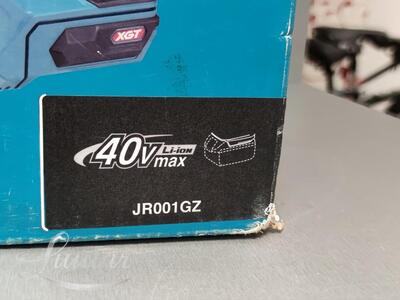 XGT
40v Li-ion
max
JR001GZ